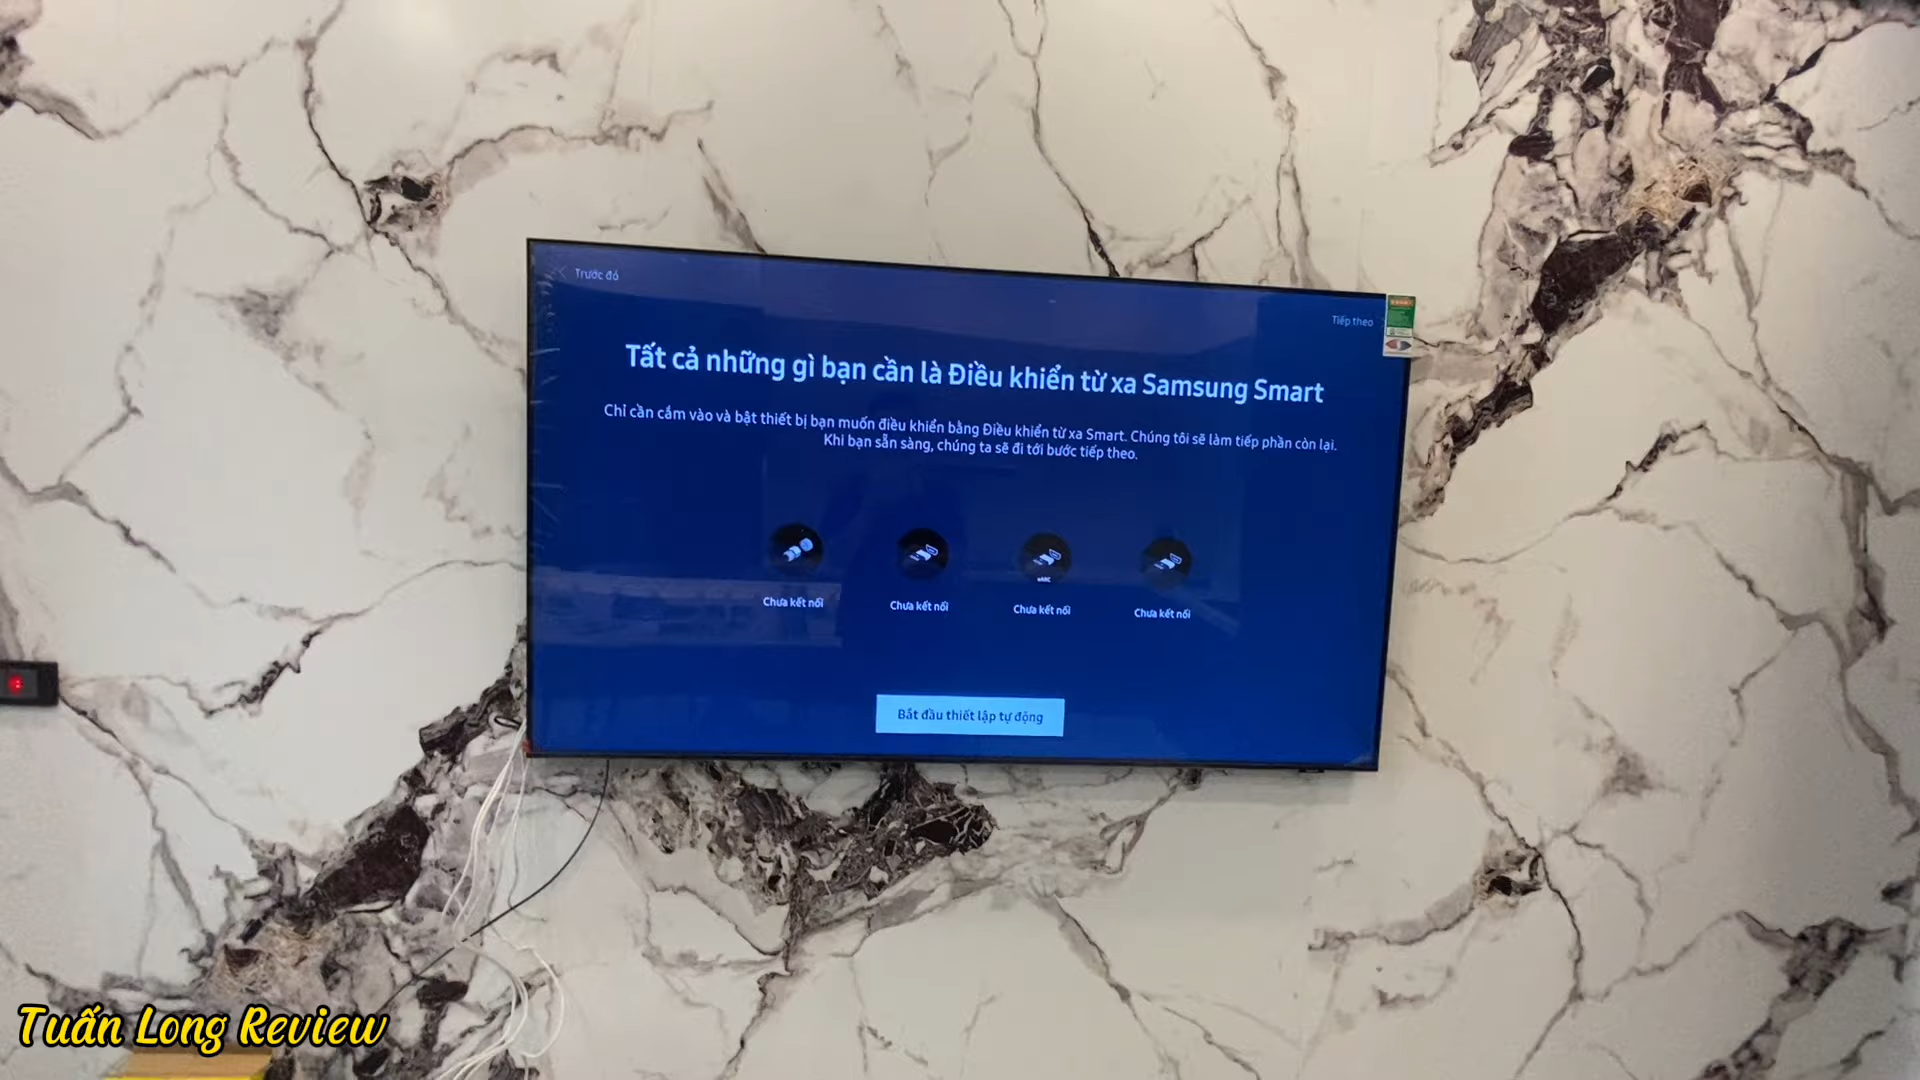 Trước đó
Tiếp theo
Tất cả những gì bạn cần là Điều khiển từ xa Samsung Smart
Chỉ cần cắm vào và bật thiết bị bạn muốn điều khiển bằng Điều khiển từ xa Smart. Chúng tôi sẽ làm tiếp phần còn lại.
Khi bạn sẵn sàng, chúng ta sẽ đi tới bước tiếp theo.
eARC
Chưa kết nối
Chưa kết nối
Chưa kết nối
Chưa kết nối
Bắt đầu thiết lập tự động
Tuấn Long Review